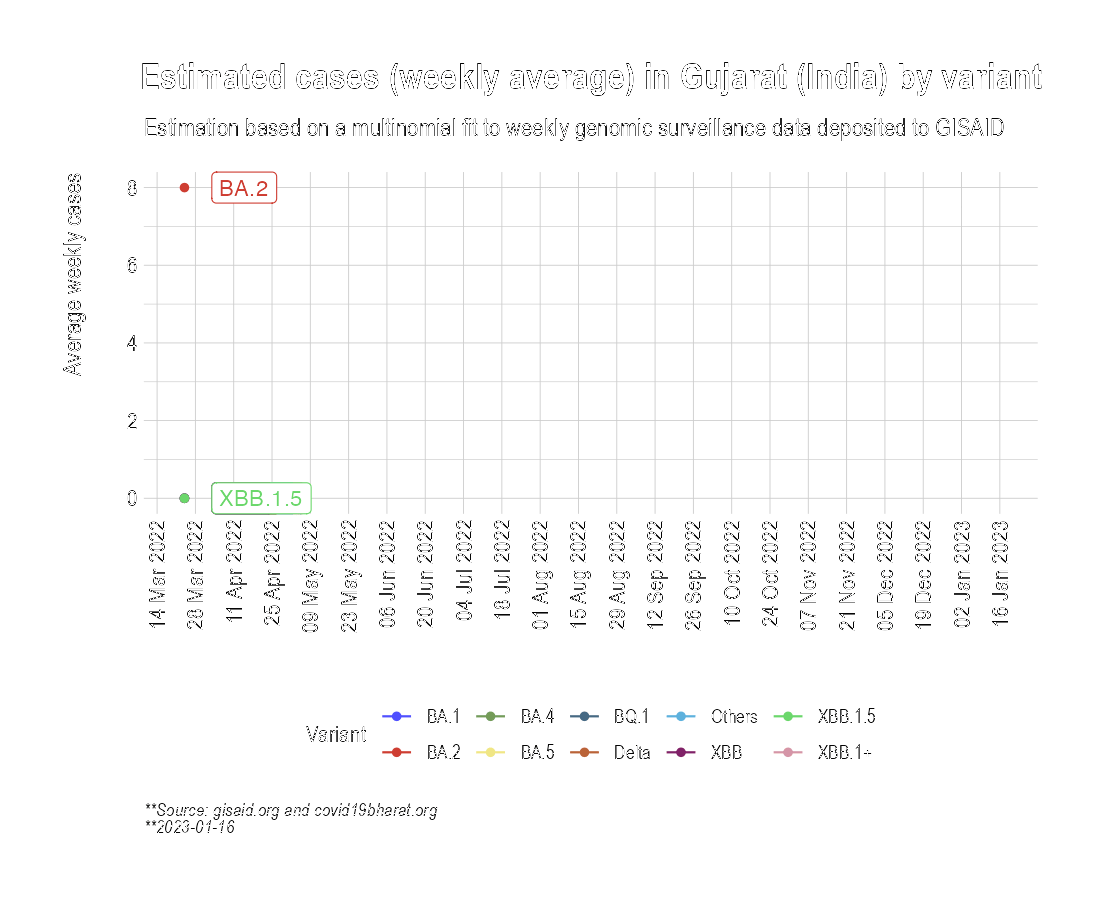 Estimated cases (weekly average) in Gujarat (India) by variant
Estimation based on a multinomial fit to weekly genomic surveillance data deposited to GISAID
Average weekly cases
8
6
4
2
0
BA.2
XBB.1.5
14 Mar 2022
28 Mar 2022
11 Apr 2022
25 Apr 2022
09 May 2022
23 May 2022
06 Jun 2022
20 Jun 2022
04 Jul 2022
18 Jul 2022
01 Aug 2022
15 Aug 2022
29 Aug 2022
12 Sep 2022
26 Sep 2022
10 Oct 2022
24 Oct 2022
07 Nov 2022
21 Nov 2022
05 Dec 2022
19 Dec 2022
02 Jan 2023
16 Jan 2023
Variant
BA.1 BA.4 BQ.1 Others XBB.1.5
BA.2 BA.5 Delta XBB XBB.1+
**Source: gisaid.org and covid19bharat.org
**2023-01-16